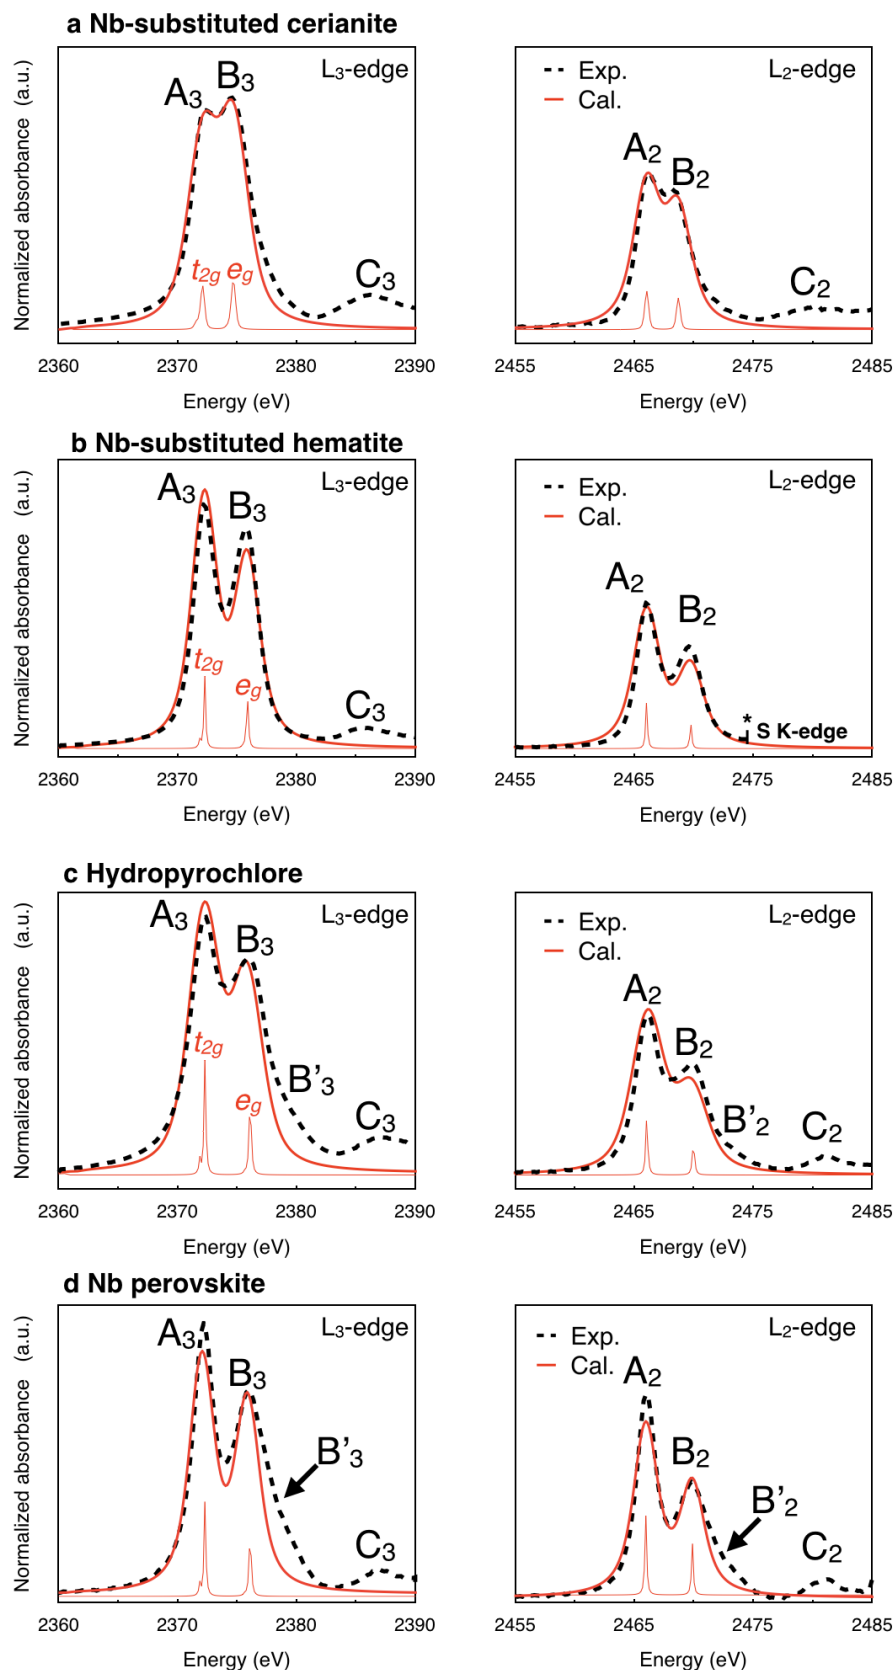 a Nb-substituted cerianite
Normalized absorbance (a.u.)
L3-edge
A3
B3
t2g
eg
C3
2360 2370 2380 2390
Energy (eV)
L2-edge
Exp.
Cal.
A2
B2
C2
2455 2465 2475 2485
Energy (eV)
b Nb-substituted hematite
Normalized absorbance (a.u.)
L3-edge
A3
B3
t2g
eg
C3
2360 2370 2380 2390
Energy (eV)
L2-edge
Exp.
Cal.
A2
B2
*
S K-edge
2455 2465 2475 2485
Energy (eV)
c Hydropyrochlore
Normalized absorbance (a.u.)
L3-edge
A3
B3
t2g
eg
B'3
C3
2360 2370 2380 2390
Energy (eV)
L2-edge
Exp.
Cal.
A2
B2
B'2
C2
2455 2465 2475 2485
Energy (eV)
d Nb perovskite
Normalized absorbance (a.u.)
L3-edge
A3
B3
B'3
C3
2360 2370 2380 2390
Energy (eV)
L2-edge
Exp.
Cal.
A2
B2
B'2
C2
2455 2465 2475 2485
Energy (eV)